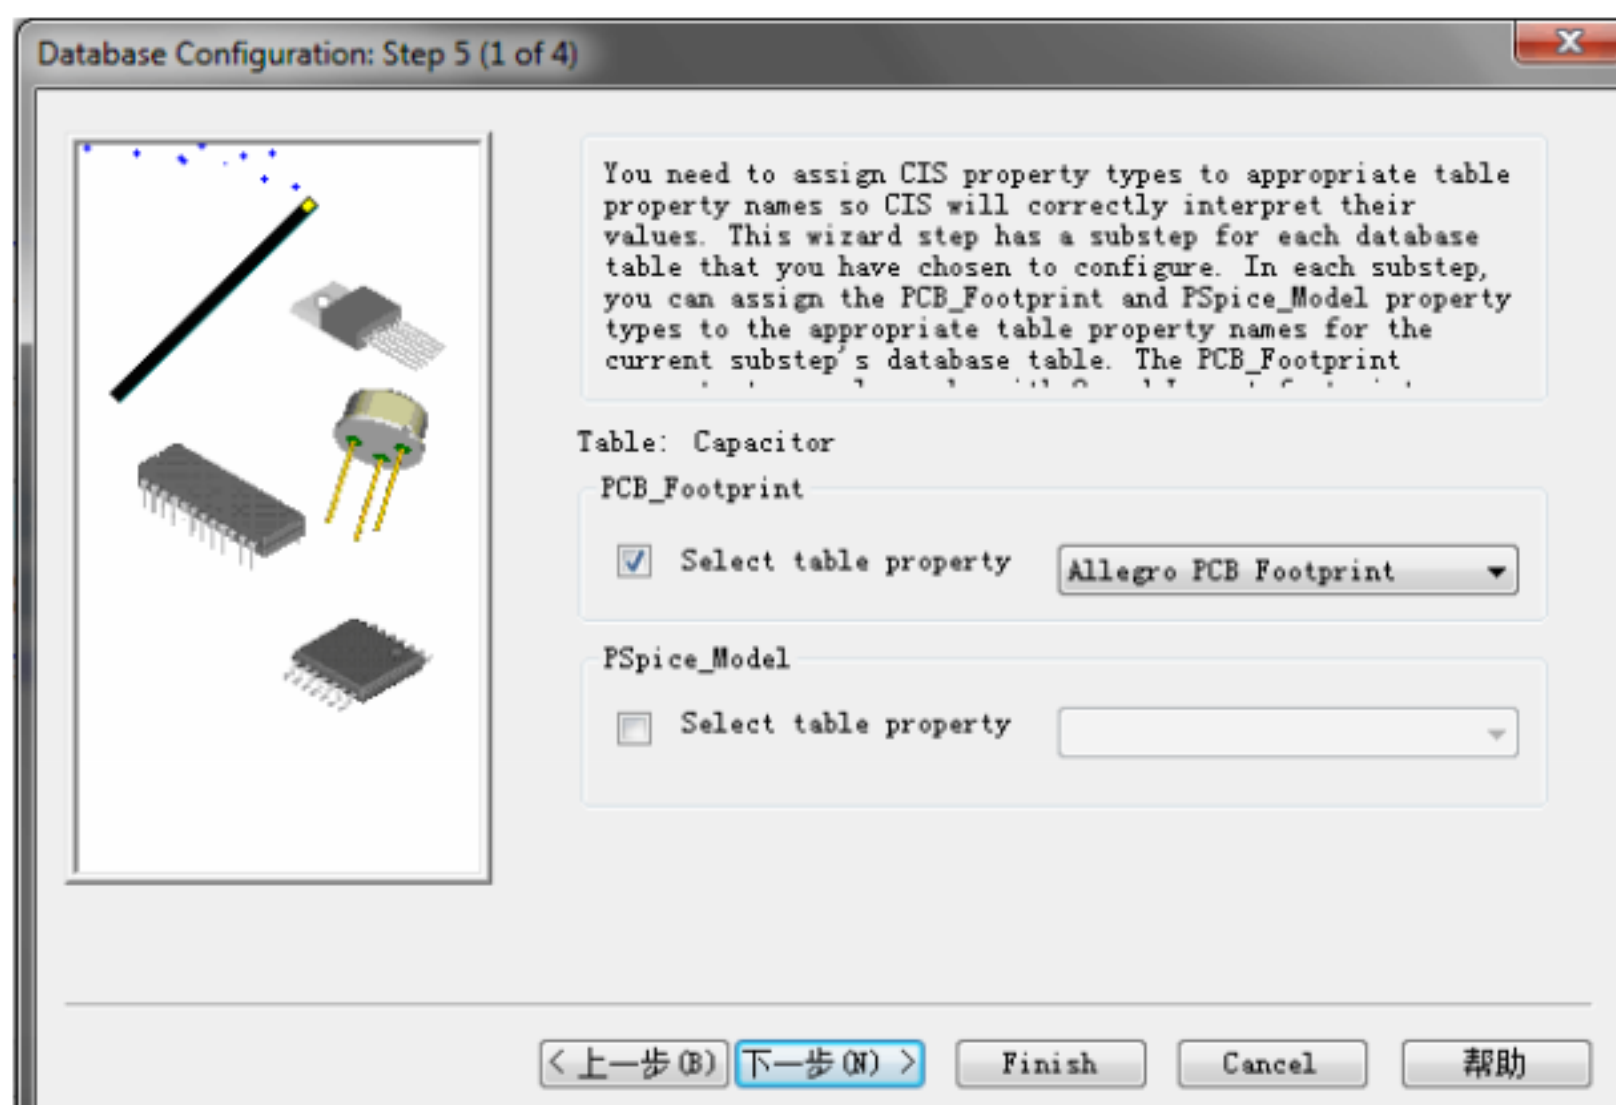 Database Configuration: Step 5 (1 of 4)
You need to assign CIS property types to appropriate table
property names so CIS will correctly interpret their
values. This wizard step has a substep for each database
table that you have chosen to configure. In each substep,
you can assign the PCB_Footprint and PSpice_Model property
types to the appropriate table property names for the
current substep's database table. The PCB_Footprint
Table: Capacitor
PCB_Footprint
Select table property
Allegro PCB Footprint
PSpice_Model
Select table property
< 上一步(B)
下一步(N) >
Finish
Cancel
帮助